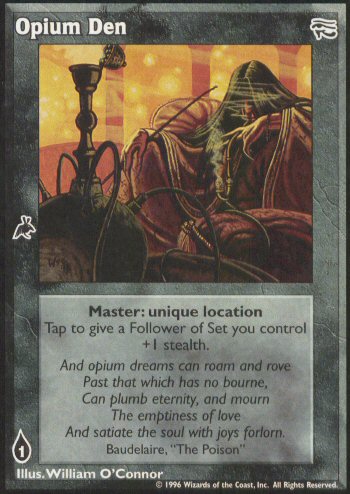 Opium Den
Master: unique location
Tap to give a Follower of Set you control
+1 stealth.
And opium dreams can roam and rove
Past that which has no bourne,
Can plumb eternity, and mourn
The emptiness of love
And satiate the soul with joys forlorn.
Baudelaire, "The Poison"
1
Illus. William O'Connor
© 1996 Wizards of the Coast, Inc. All Rights Reserved.